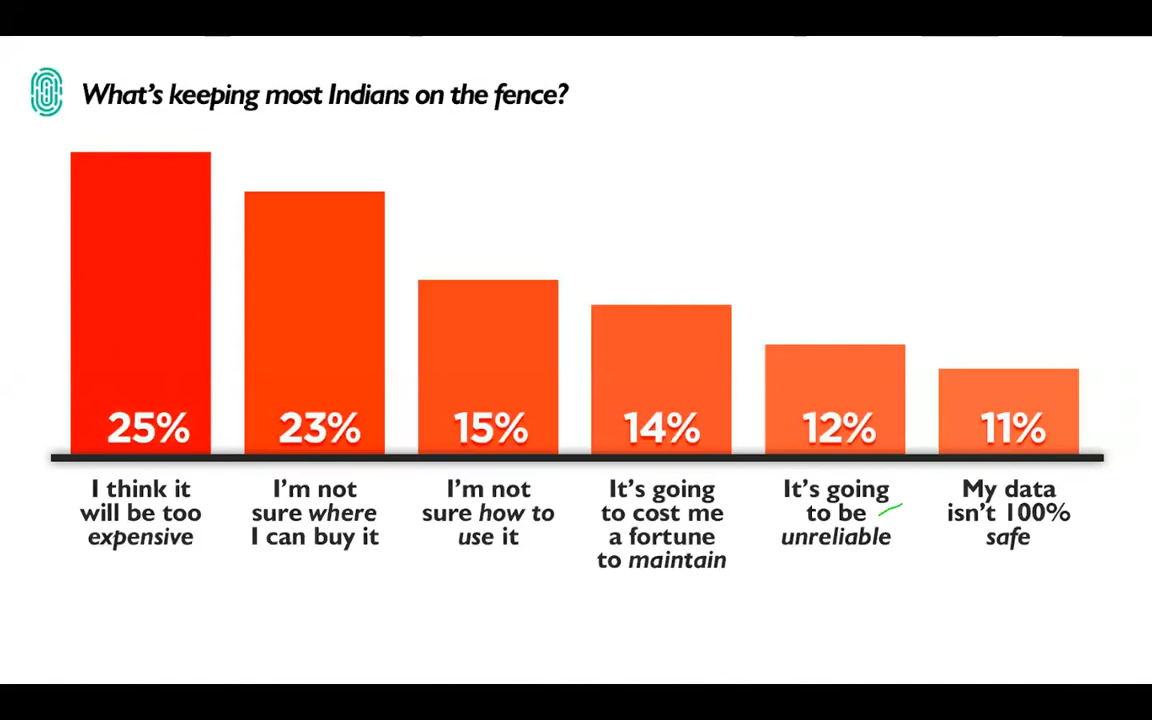 What's keeping most Indians on the fence?
25%
23%
15%
14%
12%
11%
I think it
will be too
expensive
I'm not
sure where
I can buy it
I'm not
sure how to
use it
It's going
to cost me
a fortune
to maintain
It's going
to be
unreliable
My data
isn't 100%
safe